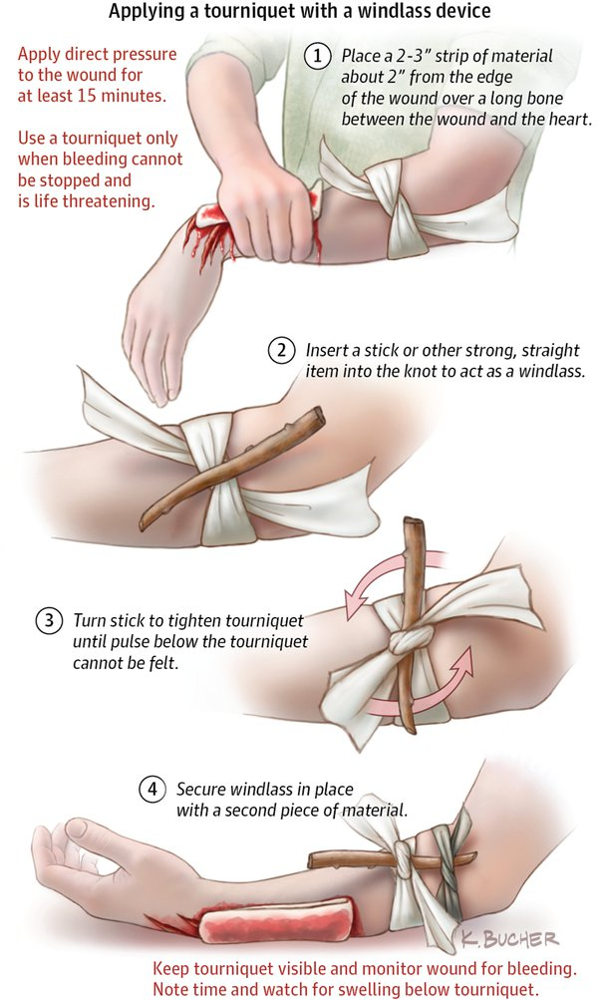 Applying a tourniquet with a windlass device
Apply direct pressure
to the wound for
at least 15 minutes.
Use a tourniquet only
when bleeding cannot
be stopped and
is life threatening.
1 Place a 2-3” strip of material
about 2” from the edge
of the wound over a long bone
between the wound and the heart.
2 Insert a stick or other strong, straight
item into the knot to act as a windlass.
3 Turn stick to tighten tourniquet
until pulse below the tourniquet
cannot be felt.
4 Secure windlass in place
with a second piece of material.
K. BUCHER
Keep tourniquet visible and monitor wound for bleeding.
Note time and watch for swelling below tourniquet.